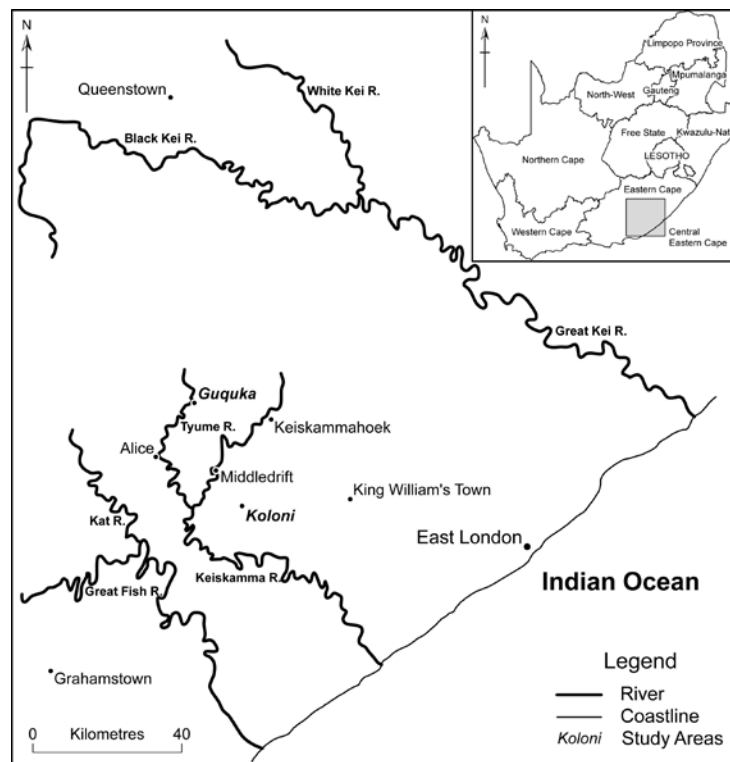 N
Queenstown
White Kei R.
Black Kei R.
Great Kei R.
Guquka
Tyume R.
Keiskammahoek
Alice
Middledrift
King William's Town
Koloni
Kat R.
East London
Great Fish R.
Keiskamma R.
Indian Ocean
Grahamstown
0 Kilometres 40
Legend
River
Coastline
Koloni Study Areas
N
Limpopo Province
Mpumalanga
North-West
Gauteng
Free State
Kwazulu-Nat
LESOTHO
Northern Cape
Eastern Cape
Western Cape
Central
Eastern Cape